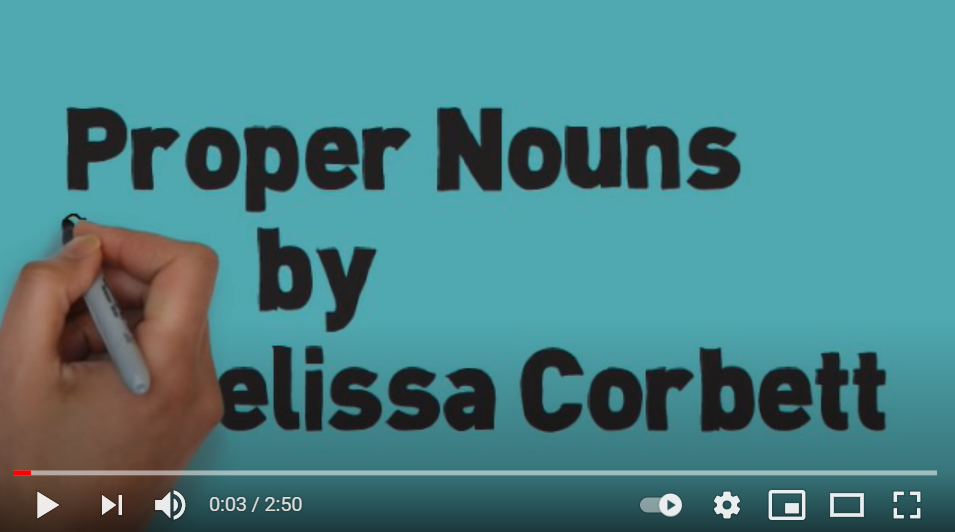 Proper Nouns
by
elissa Corbett
0:03 / 2:50